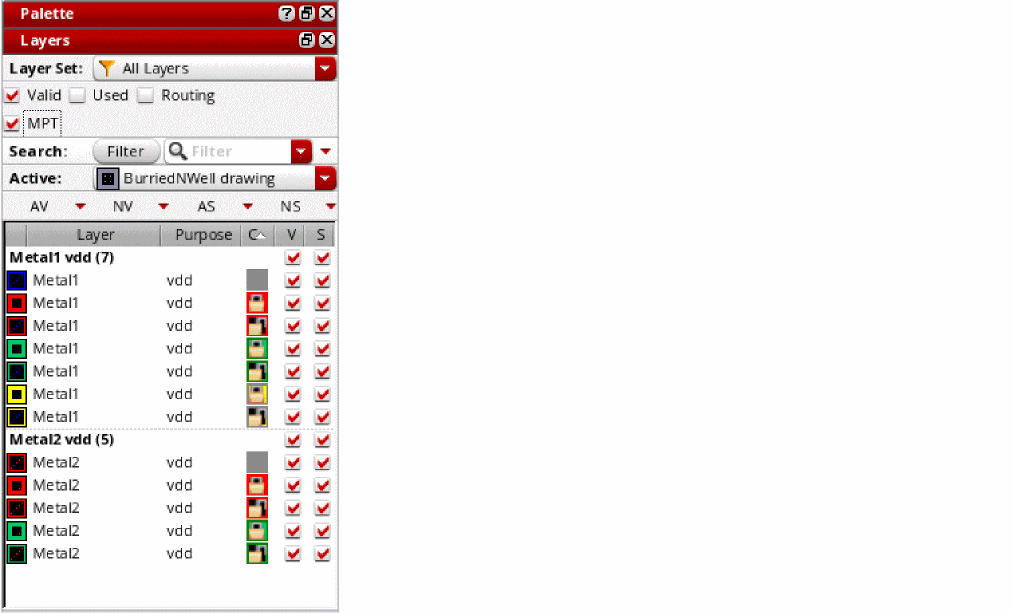 Palette
Layers
Layer Set: All Layers
Valid Used Routing
MPT
Search: Filter Filter
Active: BurriedNWell drawing
AV NV AS NS
Layer Purpose C V S
Metal1 vdd (7)
Metal1 vdd
Metal1 vdd
Metal1 vdd
Metal1 vdd
Metal1 vdd
Metal1 vdd
Metal1 vdd
Metal2 vdd (5)
Metal2 vdd
Metal2 vdd
Metal2 vdd
Metal2 vdd
Metal2 vdd